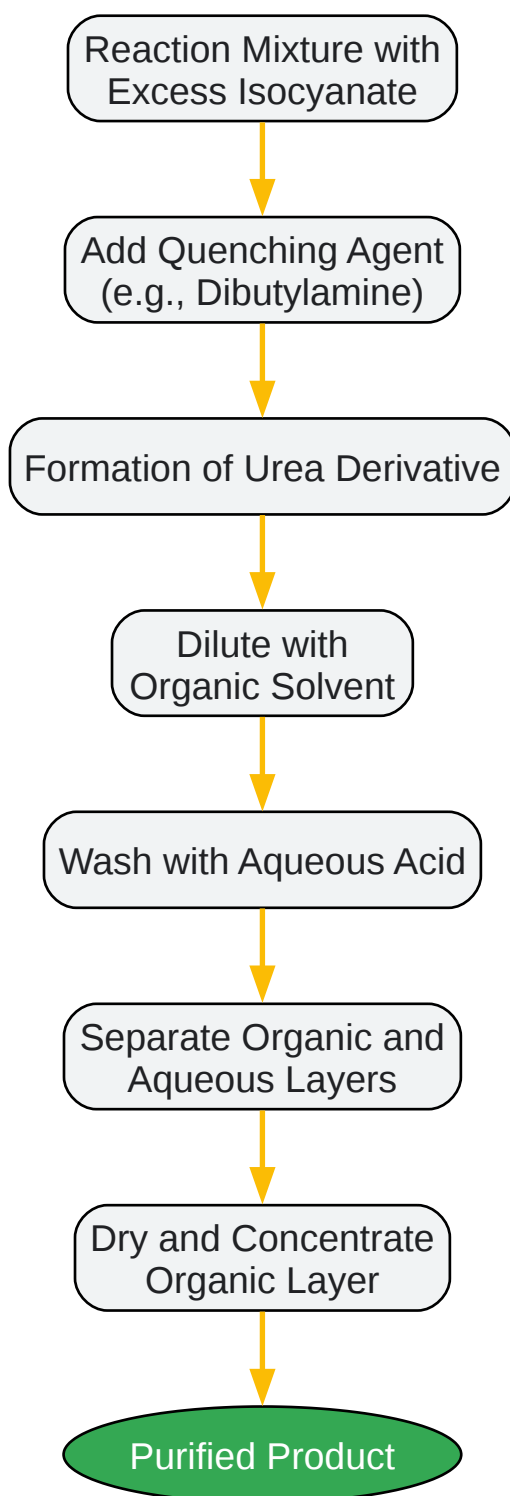 Reaction Mixture with
Excess Isocyanate
Add Quenching Agent
(e.g., Dibutylamine)
Formation of Urea Derivative
Dilute with
Organic Solvent
Wash with Aqueous Acid
Separate Organic and
Aqueous Layers
Dry and Concentrate
Organic Layer
Purified Product